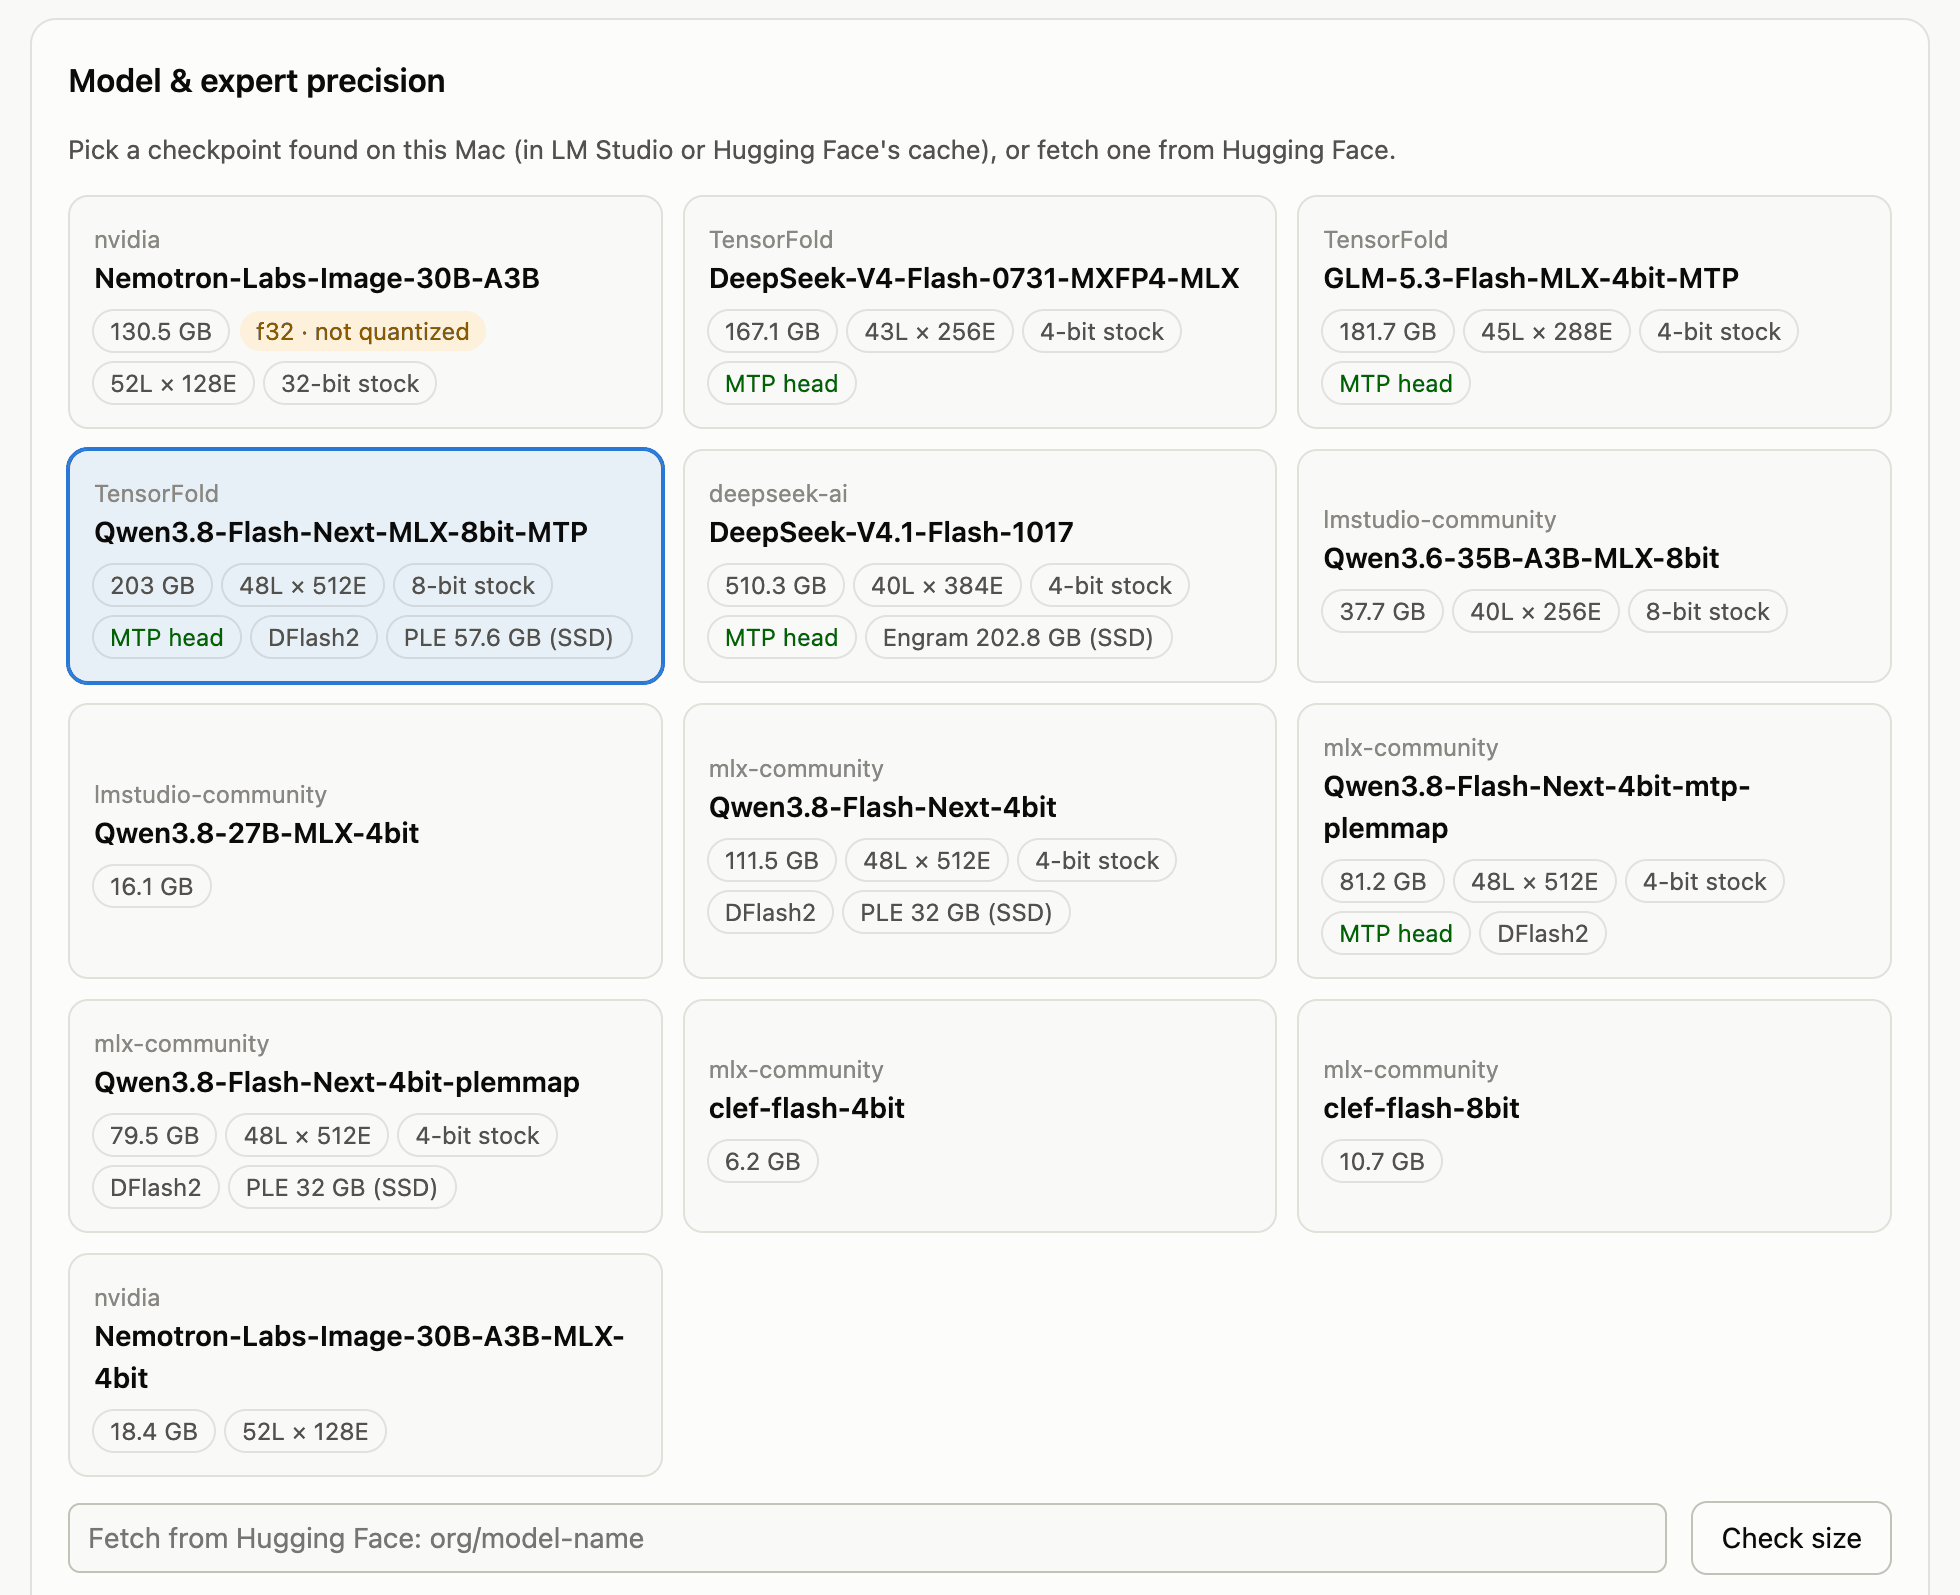 Model & expert precision
Pick a checkpoint found on this Mac (in LM Studio or Hugging Face's cache), or fetch one from Hugging Face.
nvidia
Nemotron-Labs-Image-30B-A3B
130.5 GB
f32 · not quantized
52L × 128E
32-bit stock
TensorFold
DeepSeek-V4-Flash-0731-MXFP4-MLX
167.1 GB
43L × 256E
4-bit stock
MTP head
TensorFold
GLM-5.3-Flash-MLX-4bit-MTP
181.7 GB
45L × 288E
4-bit stock
MTP head
TensorFold
Qwen3.8-Flash-Next-MLX-8bit-MTP
203 GB
48L × 512E
8-bit stock
MTP head
DFlash2
PLE 57.6 GB (SSD)
deepseek-ai
DeepSeek-V4.1-Flash-1017
510.3 GB
40L × 384E
4-bit stock
MTP head
Engram 202.8 GB (SSD)
lmstudio-community
Qwen3.6-35B-A3B-MLX-8bit
37.7 GB
40L × 256E
8-bit stock
lmstudio-community
Qwen3.8-27B-MLX-4bit
16.1 GB
mlx-community
Qwen3.8-Flash-Next-4bit
111.5 GB
48L × 512E
4-bit stock
DFlash2
PLE 32 GB (SSD)
mlx-community
Qwen3.8-Flash-Next-4bit-mtp-
plemmap
81.2 GB
48L × 512E
4-bit stock
MTP head
DFlash2
mlx-community
Qwen3.8-Flash-Next-4bit-plemmap
79.5 GB
48L × 512E
4-bit stock
DFlash2
PLE 32 GB (SSD)
mlx-community
clef-flash-4bit
6.2 GB
mlx-community
clef-flash-8bit
10.7 GB
nvidia
Nemotron-Labs-Image-30B-A3B-MLX-
4bit
18.4 GB
52L × 128E
Fetch from Hugging Face: org/model-name
Check size